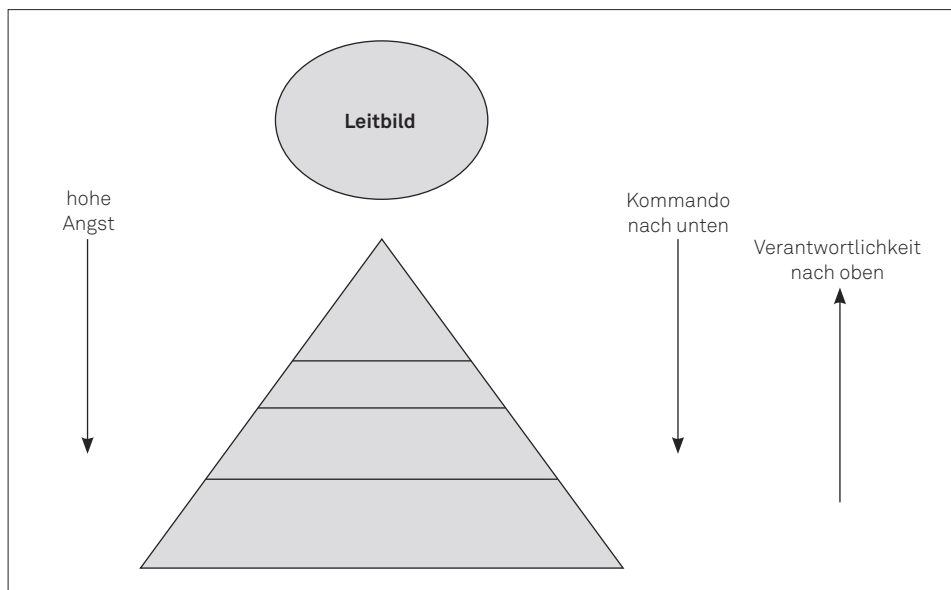 Leitbild
hohe
Angst
Kommando
nach unten
Verantwortlichkeit
nach oben